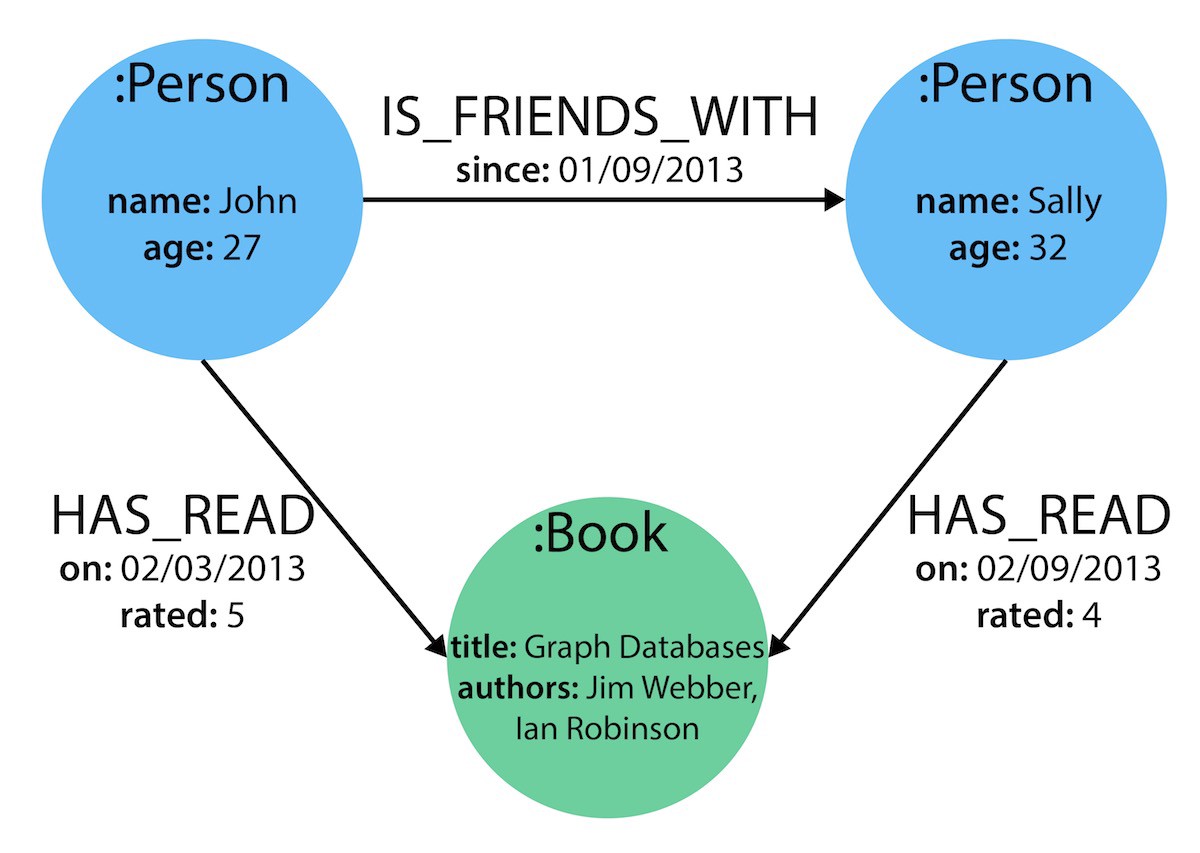 :Person
name: John
age: 27
IS_FRIENDS_WITH
since: 01/09/2013
:Person
name: Sally
age: 32
HAS_READ
on: 02/03/2013
rated: 5
:Book
title: Graph Databases
authors: Jim Webber,
Ian Robinson
HAS_READ
on: 02/09/2013
rated: 4